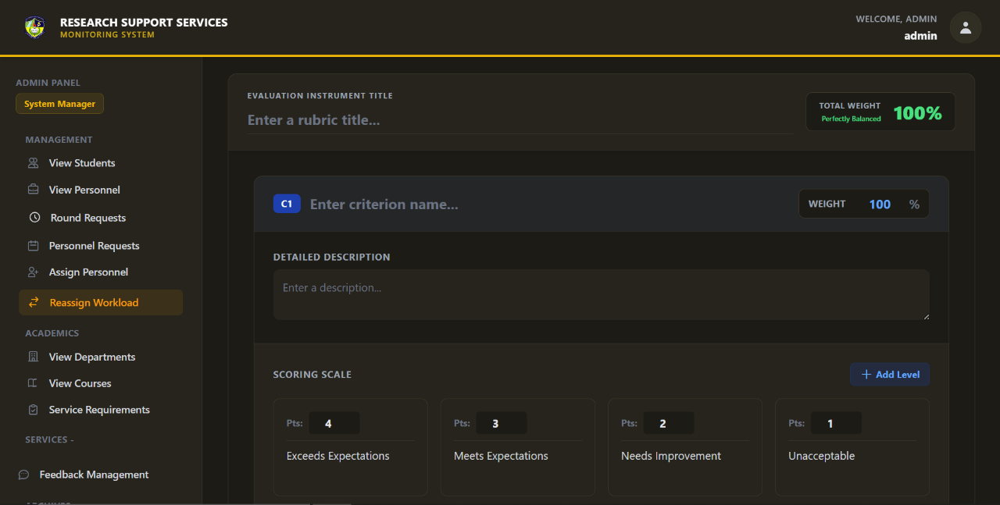 RESEARCH SUPPORT SERVICES
MONITORING SYSTEM
WELCOME, ADMIN
admin
ADMIN PANEL
System Manager
MANAGEMENT
View Students
View Personnel
Round Requests
Personnel Requests
Assign Personnel
Reassign Workload
ACADEMICS
View Departments
View Courses
Service Requirements
SERVICES -
Feedback Management
EVALUATION INSTRUMENT TITLE
Enter a rubric title...
TOTAL WEIGHT
Perfectly Balanced
100%
C1
Enter criterion name...
WEIGHT 100 %
DETAILED DESCRIPTION
Enter a description...
SCORING SCALE
+ Add Level
Pts: 4
Exceeds Expectations
Pts: 3
Meets Expectations
Pts: 2
Needs Improvement
Pts: 1
Unacceptable